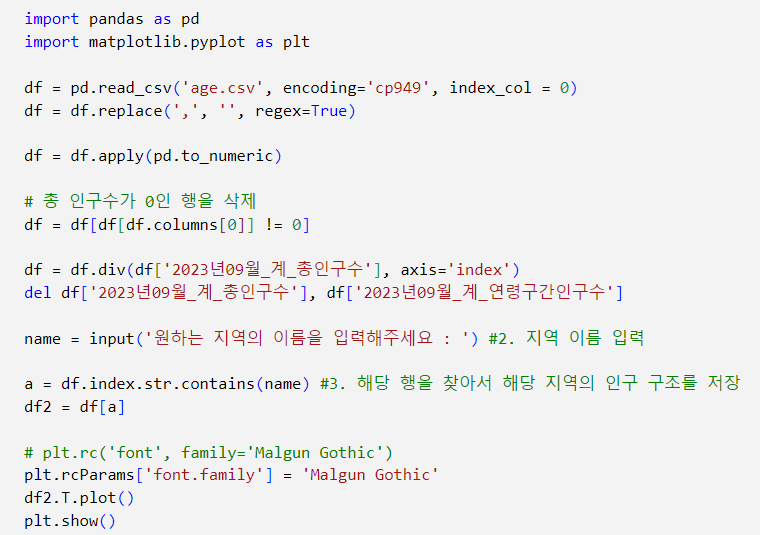 import pandas as pd
import matplotlib.pyplot as plt
df = pd.read_csv('age.csv', encoding='cp949', index_col = 0)
df = df.replace(',', '', regex=True)
df = df.apply(pd.to_numeric)
# 총 인구수가 0인 행을 삭제
df = df[df[df.columns[0]] != 0]
df = df.div(df['2023년09월_계_총인구수'], axis='index')
del df['2023년09월_계_총인구수'], df['2023년09월_계_연령구간인구수']
name = input('원하는 지역의 이름을 입력해주세요 : ') #2. 지역 이름 입력
a = df.index.str.contains(name) #3. 해당 행을 찾아서 해당 지역의 인구 구조를 저장
df2 = df[a]
# plt.rc('font', family='Malgun Gothic')
plt.rcParams['font.family'] = 'Malgun Gothic'
df2.T.plot()
plt.show()